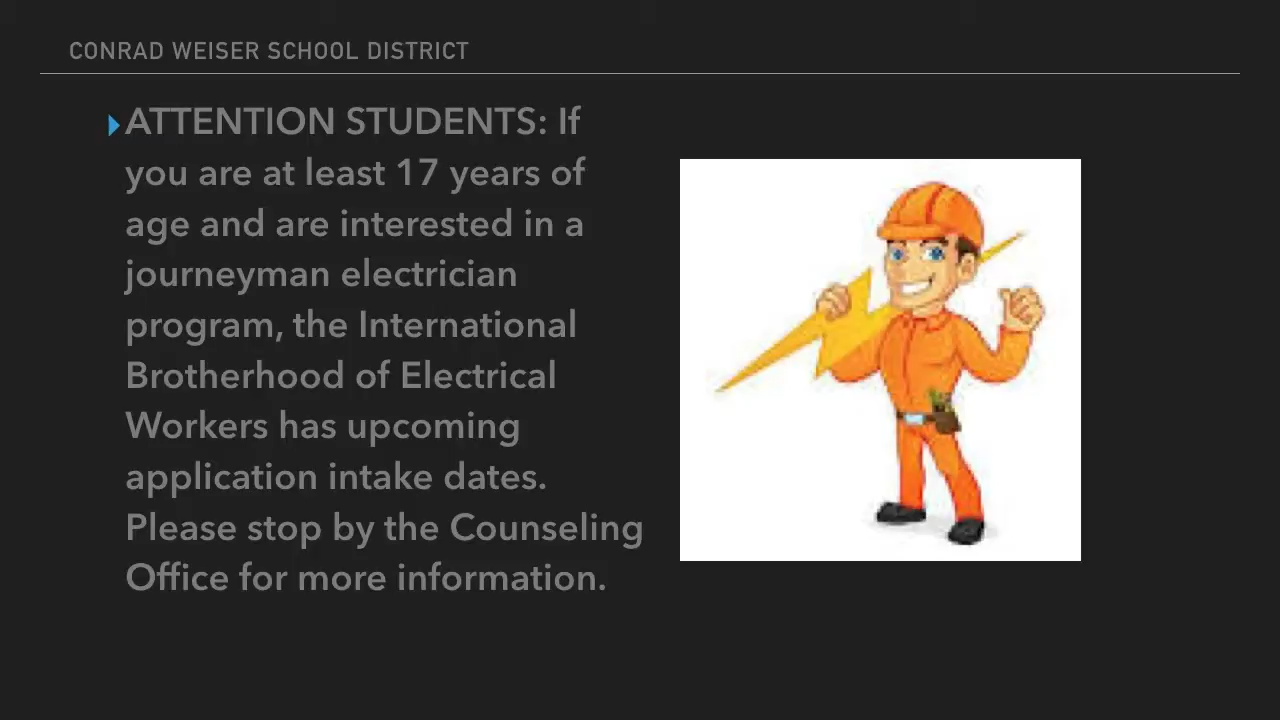 CONRAD WEISER SCHOOL DISTRICT
ATTENTION STUDENTS: If
you are at least 17 years of
age and are interested in a
journeyman electrician
program, the International
Brotherhood of Electrical
Workers has upcoming
application intake dates.
Please stop by the Counseling
Office for more information.